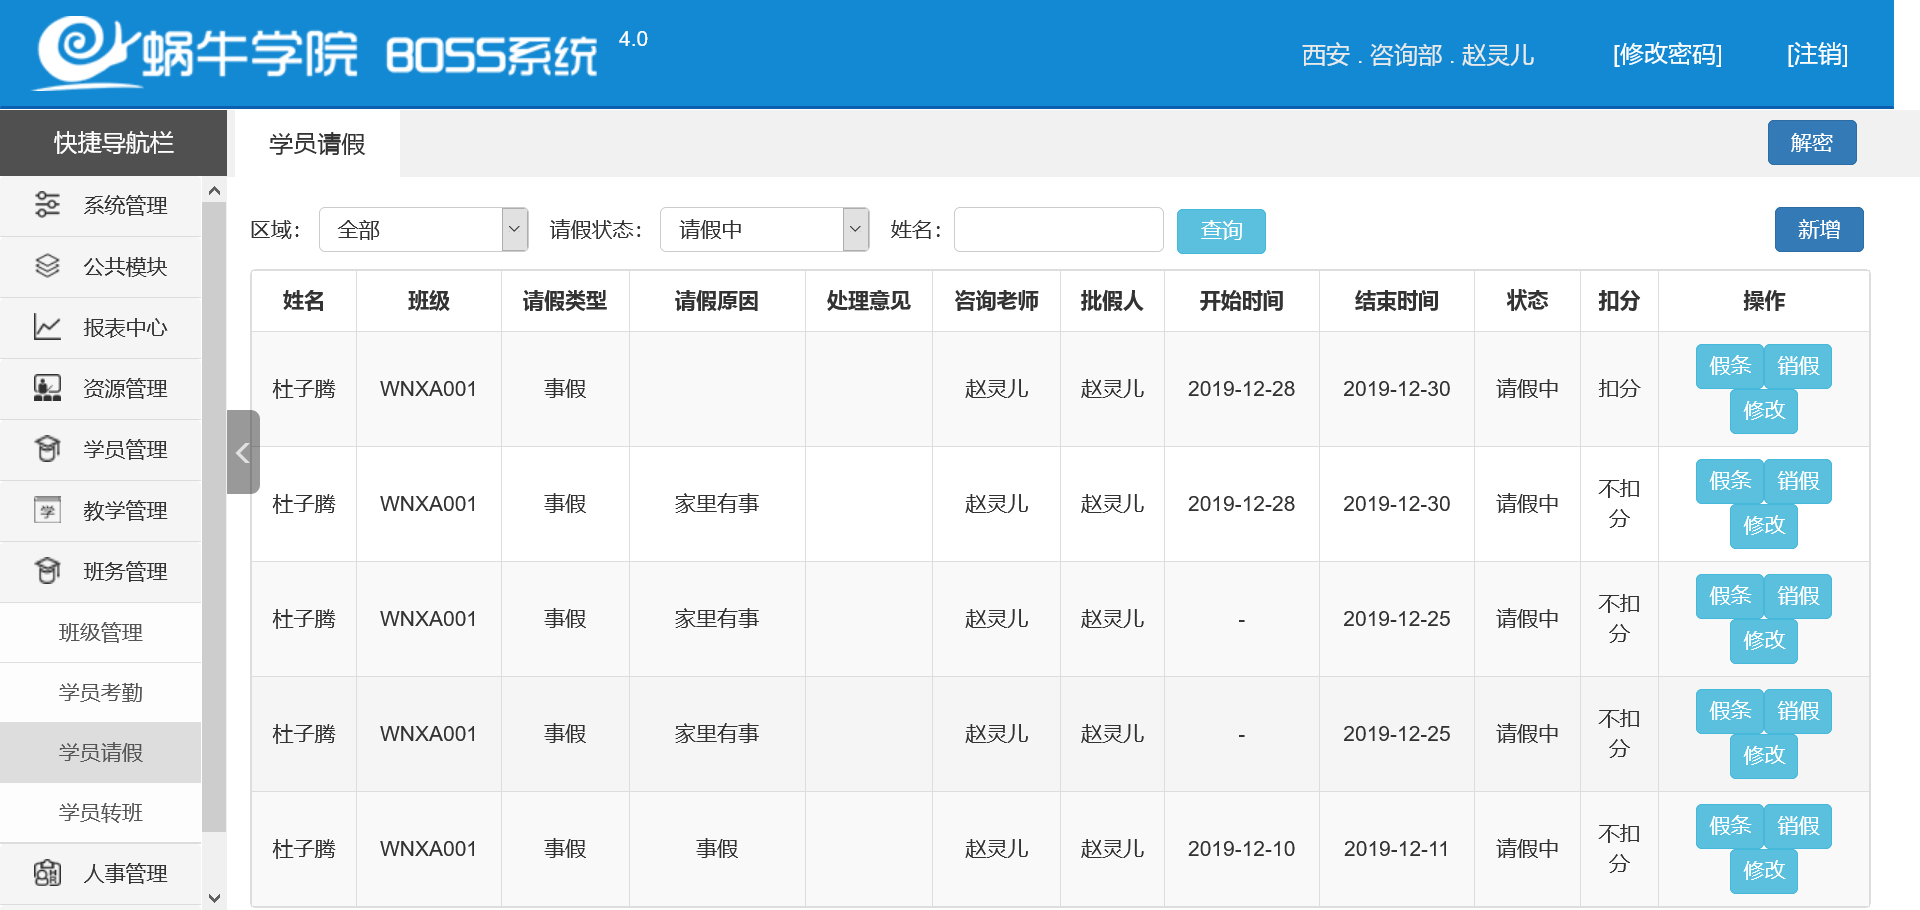 蜗牛学院 BOSS系统 4.0
西安 . 咨询部 . 赵灵儿 [修改密码] [注销]
快捷导航栏
系统管理
公共模块
报表中心
资源管理
学员管理
学 教学管理
班务管理
班级管理
学员考勤
学员请假
学员转班
人事管理
学员请假 解密
区域： 全部 请假状态： 请假中 姓名： 查询 新增
姓名 班级 请假类型 请假原因 处理意见 咨询老师 批假人 开始时间 结束时间 状态 扣分 操作
杜子腾 WNXA001 事假 赵灵儿 赵灵儿 2019-12-28 2019-12-30 请假中 扣分 假条 销假
修改
杜子腾 WNXA001 事假 家里有事 赵灵儿 赵灵儿 2019-12-28 2019-12-30 请假中 不扣 假条 销假
分 修改
杜子腾 WNXA001 事假 家里有事 赵灵儿 赵灵儿 - 2019-12-25 请假中 不扣 假条 销假
分 修改
杜子腾 WNXA001 事假 家里有事 赵灵儿 赵灵儿 - 2019-12-25 请假中 不扣 假条 销假
分 修改
杜子腾 WNXA001 事假 事假 赵灵儿 赵灵儿 2019-12-10 2019-12-11 请假中 不扣 假条 销假
分 修改